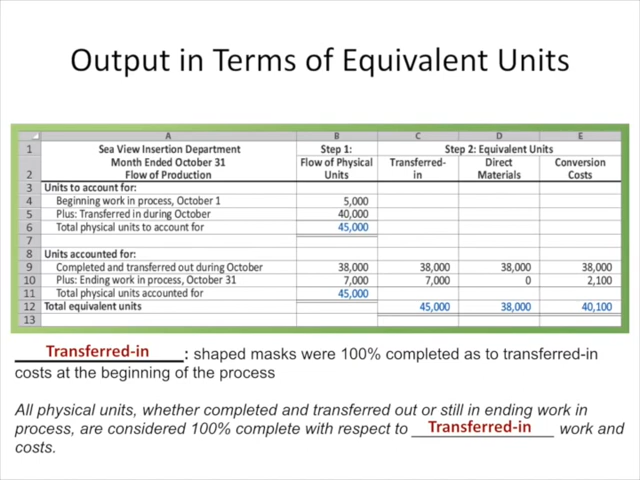 Output in Terms of Equivalent Units
A B C D E
1 Sea View Insertion Department Step 1: Step 2: Equivalent Units
Month Ended October 31 Flow of Physical Transferred- Direct Conversion
2 Flow of Production Units in Materials Costs
3 Units to account for:
4 Beginning work in process, October 1 5,000
5 Plus: Transferred in during October 40,000
6 Total physical units to account for 45,000
7
8 Units accounted for:
9 Completed and transferred out during October 38,000 38,000 38,000 38,000
10 Plus: Ending work in process, October 31 7,000 7,000 0 2,100
11 Total physical units accounted for 45,000
12 Total equivalent units 45,000 38,000 40,100
13
Transferred-in : shaped masks were 100% completed as to transferred-in
costs at the beginning of the process
All physical units, whether completed and transferred out or still in ending work in
process, are considered 100% complete with respect to Transferred-in work and
costs.